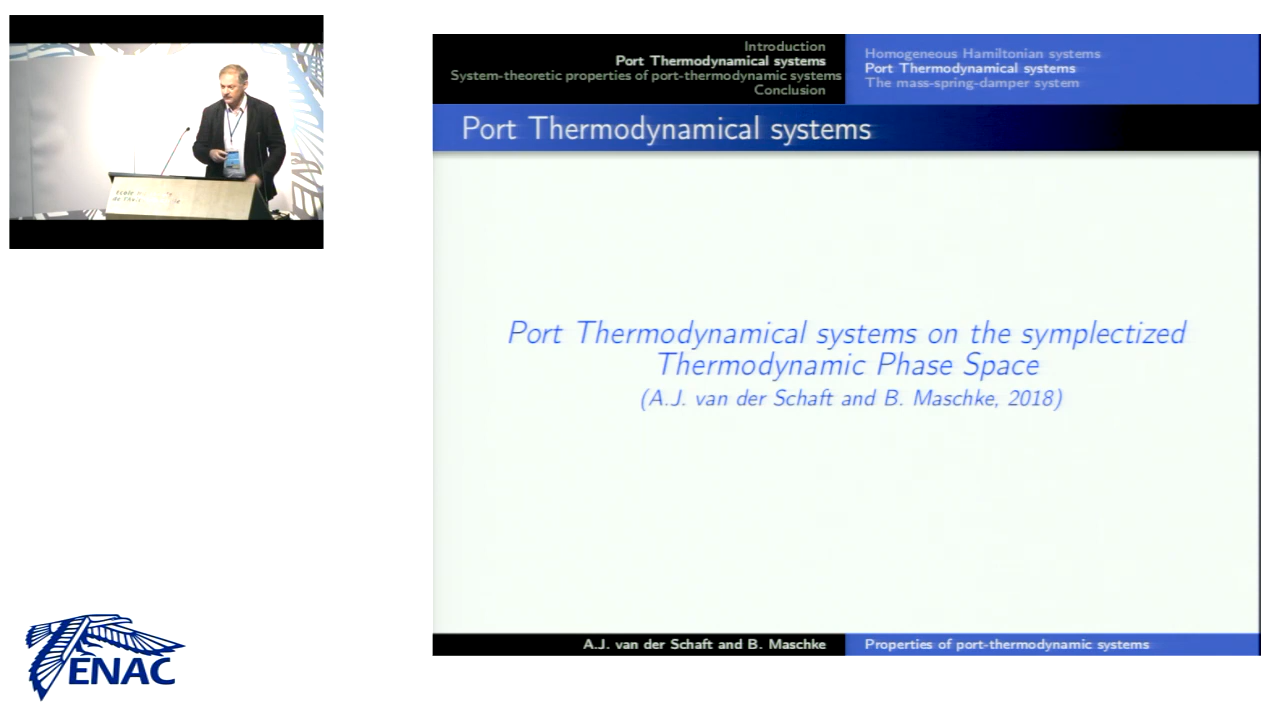 Introduction
Port Thermodynamical systems
System-theoretic properties of port-thermodynamic systems
Conclusion
Homogeneous Hamiltonian systems
Port Thermodynamical systems
The mass-spring-damper system
Port Thermodynamical systems
Port Thermodynamical systems on the symplectized
Thermodynamic Phase Space
(A.J. van der Schaft and B. Maschke, 2018)
A.J. van der Schaft and B. Maschke
Properties of port-thermodynamic systems
ENAC